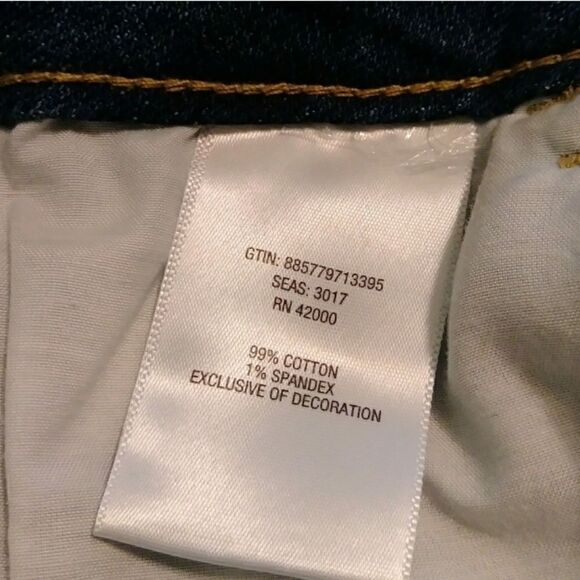 GTIN: 885779713395
SEAS: 3017
RN 42000
99% COTTON
1% SPANDEX
EXCLUSIVE OF DECORATION